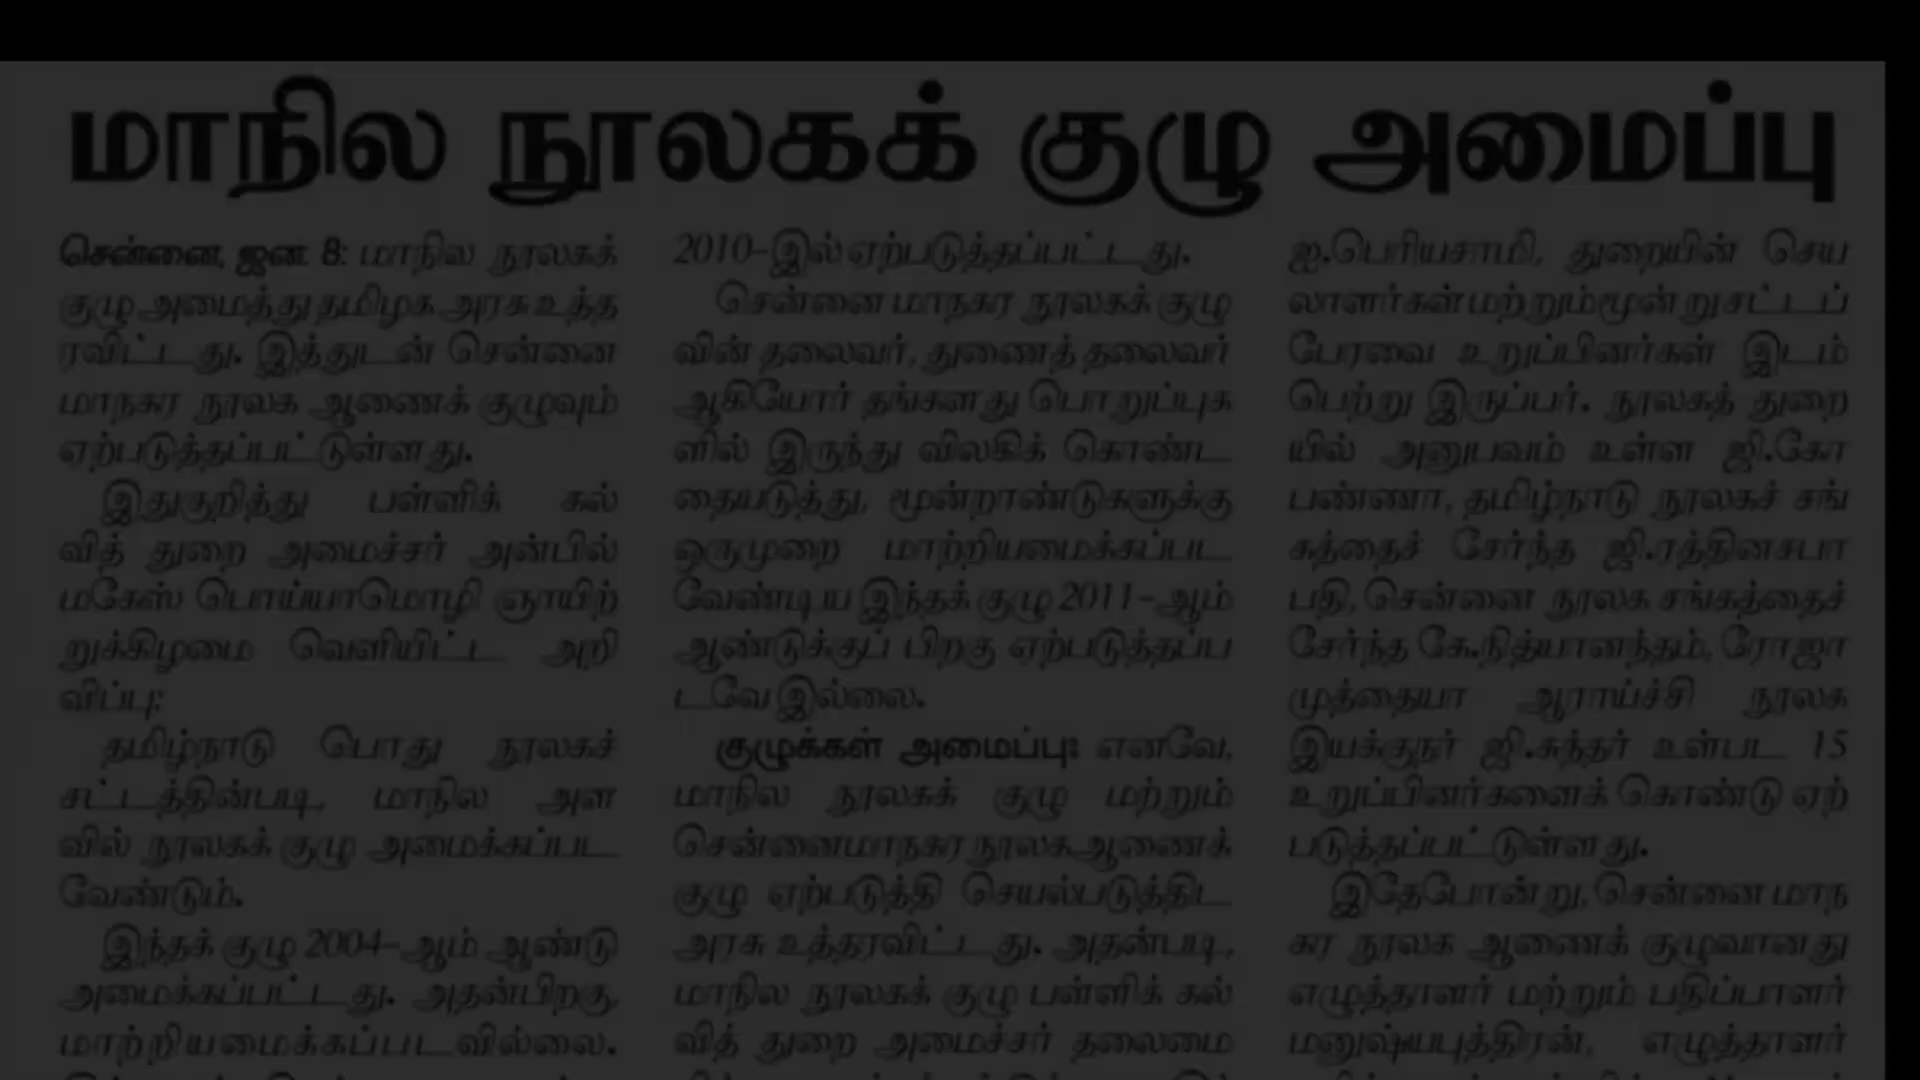 மாநில நூலகக் குழு அமைப்பு
சென்னை, ஜன. 8: மாநில நூலகக்
குழு அமைத்து தமிழக அரசு உத்த
ரவிட்டது. இத்துடன் சென்னை
மாநகர நூலக ஆணைக் குழுவும்
ஏற்படுத்தப்பட்டுள்ளது.
இதுகுறித்து பள்ளிக் கல்
வித் துறை அமைச்சர் அன்பில்
மகேஸ் பொய்யாமொழி ஞாயிற்
றுக்கிழமை வெளியிட்ட அறி
விப்பு:
தமிழ்நாடு பொது நூலகச்
சட்டத்தின்படி, மாநில அள
வில் நூலகக் குழு அமைக்கப்பட
வேண்டும்.
இந்தக் குழு 2004-ஆம் ஆண்டு
அமைக்கப்பட்டது. அதன்பிறகு,
மாற்றியமைக்கப்படவில்லை.
2010-இல் ஏற்படுத்தப்பட்டது.
சென்னை மாநகர நூலகக் குழு
வின் தலைவர், துணைத் தலைவர்
ஆகியோர் தங்களது பொறுப்புக
ளில் இருந்து விலகிக் கொண்ட
தையடுத்து, மூன்றாண்டுகளுக்கு
ஒருமுறை மாற்றியமைக்கப்பட
வேண்டிய இந்தக் குழு 2011-ஆம்
ஆண்டுக்குப் பிறகு ஏற்படுத்தப்ப
டவே இல்லை.
குழுக்கள் அமைப்பு: எனவே,
மாநில நூலகக் குழு மற்றும்
சென்னை மாநகர நூலக ஆணைக்
குழு ஏற்படுத்தி செயல்படுத்திட
அரசு உத்தரவிட்டது. அதன்படி,
மாநில நூலகக் குழு பள்ளிக் கல்
வித் துறை அமைச்சர் தலைமை
ஐ.பெரியசாமி, துறையின் செய
லாளர்கள் மற்றும் மூன்று சட்டப்
பேரவை உறுப்பினர்கள் இடம்
பெற்று இருப்பர். நூலகத் துறை
யில் அனுபவம் உள்ள ஜி.கோ
பண்ணா, தமிழ்நாடு நூலகச் சங்
கத்தைச் சேர்ந்த ஜி.ரத்தினசபா
பதி, சென்னை நூலக சங்கத்தைச்
சேர்ந்த கே.நித்யானந்தம், ரோஜா
முத்தையா ஆராய்ச்சி நூலக
இயக்குநர் ஜி.சுந்தர் உள்பட 15
உறுப்பினர்களைக் கொண்டு ஏற்
படுத்தப்பட்டுள்ளது.
இதேபோன்று, சென்னை மாந
கர நூலக ஆணைக் குழுவானது
எழுத்தாளர் மற்றும் பதிப்பாளர்
மனுஷ்யபுத்திரன், எழுத்தாளர்